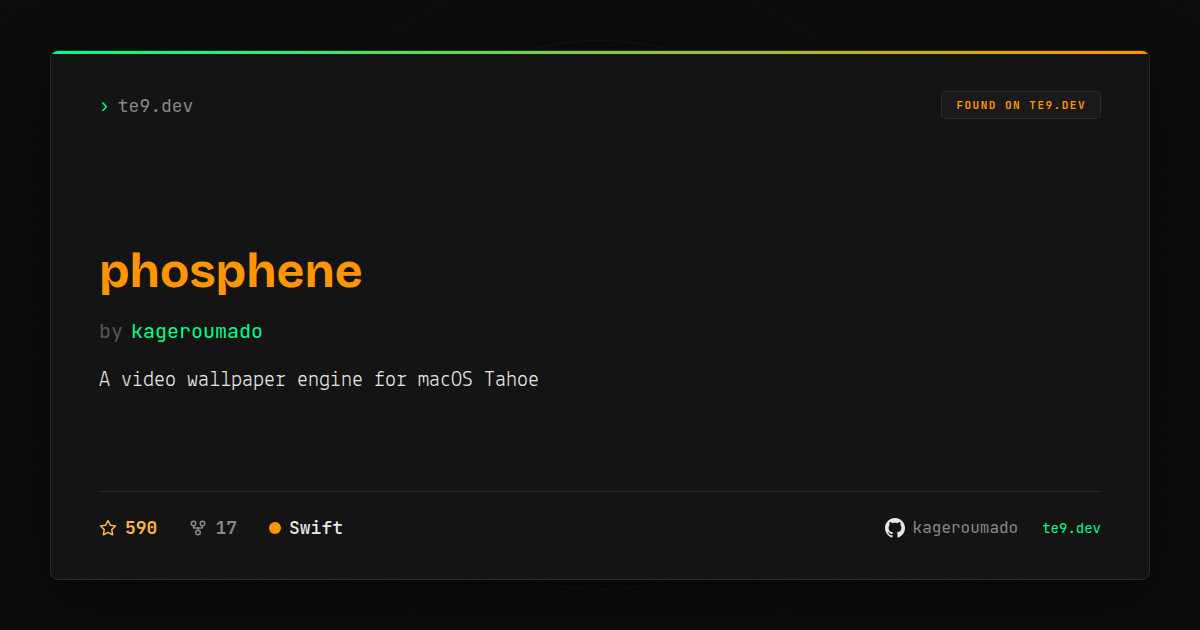 › te9.dev
FOUND ON TE9.DEV
phosphene
by kageroumado
A video wallpaper engine for macOS Tahoe
590 17 Swift
kageroumado te9.dev